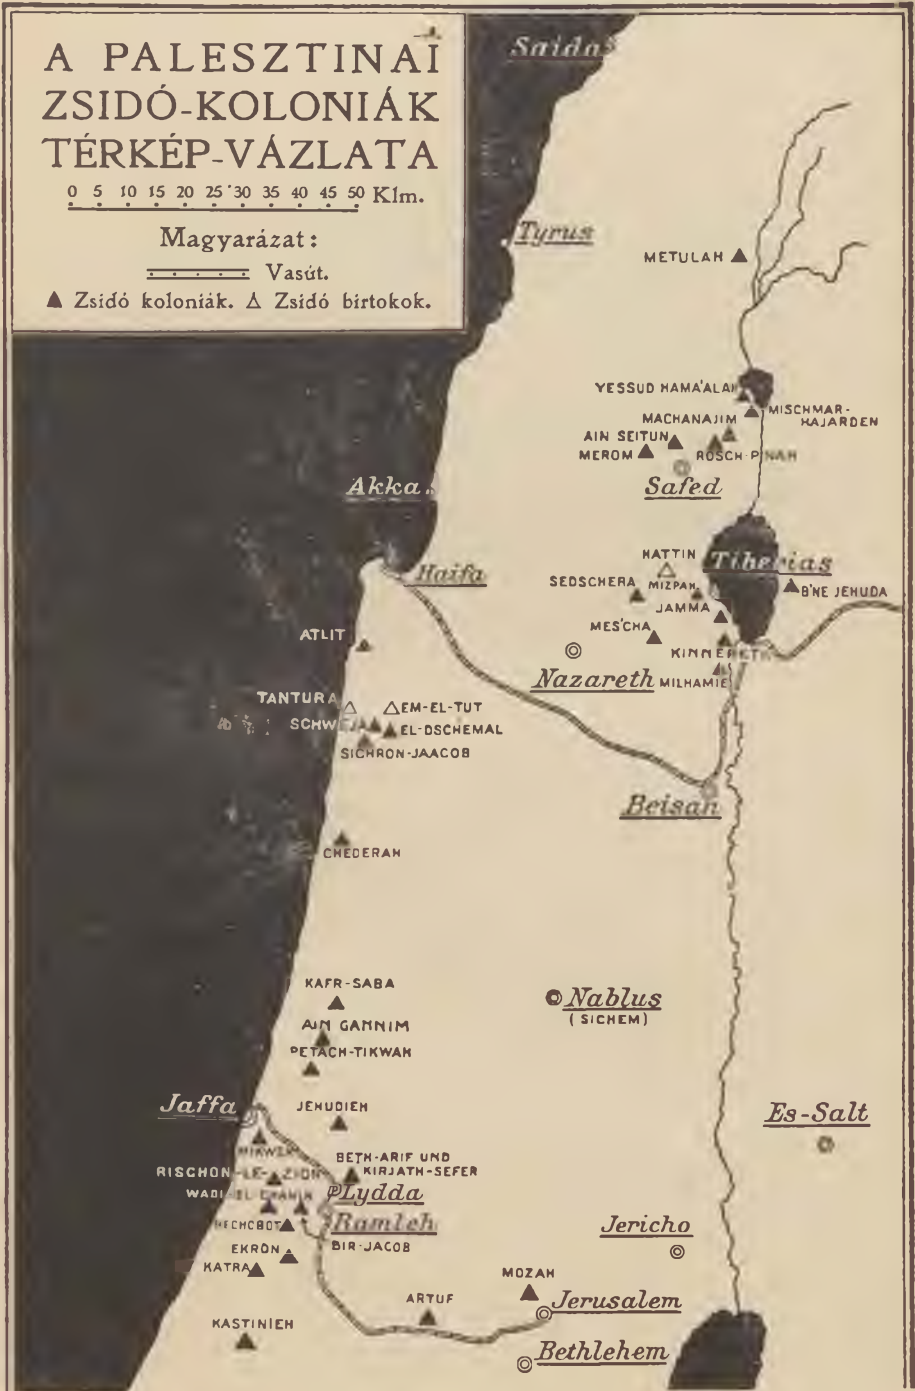 A PALESZTINAI
ZSIDÓ-KOLONIÁK
TÉRKÉP-VÁZLATA
0 5 10 15 20 25 30 35 40 45 50 Klm.
Magyarázat:
Vasút.
Zsidó koloniák. Zsidó birtokok.
Saida
Tyrus
METULAH
YESSUD HAMA'ALAH
MISCHMAR-
HAJARDEN
MACHANAJIM
AIN SEITUN
MEROM
ROSCH-PINAH
Safed
Akka
Haifa
HATTIN
Tiberias
SEDSCHERA
MIZPAH
B'NE JEHUDA
JAMMA
MES'CHA
KINNERETH
ATLIT
Nazareth
MILHAMIE
TANTURA
EM-EL-TUT
EL-DSCHEMAL
SICHRON-JAACOB
Beisan
CHEDERAH
KAFR-SABA
Nablus
(SICHEM)
AIN GANNIM
PETACH-TIKWAH
Jaffa
JEHUDIEH
Es-Salt
BETH-ARIF UND
KIRJATH-SEFER
RISCHON-LE-ZION
Lydda
Ramleh
Jericho
EKRON
BIR-JACOB
KATRA
MOZAH
ARTUF
Jerusalem
KASTINIEH
Bethlehem